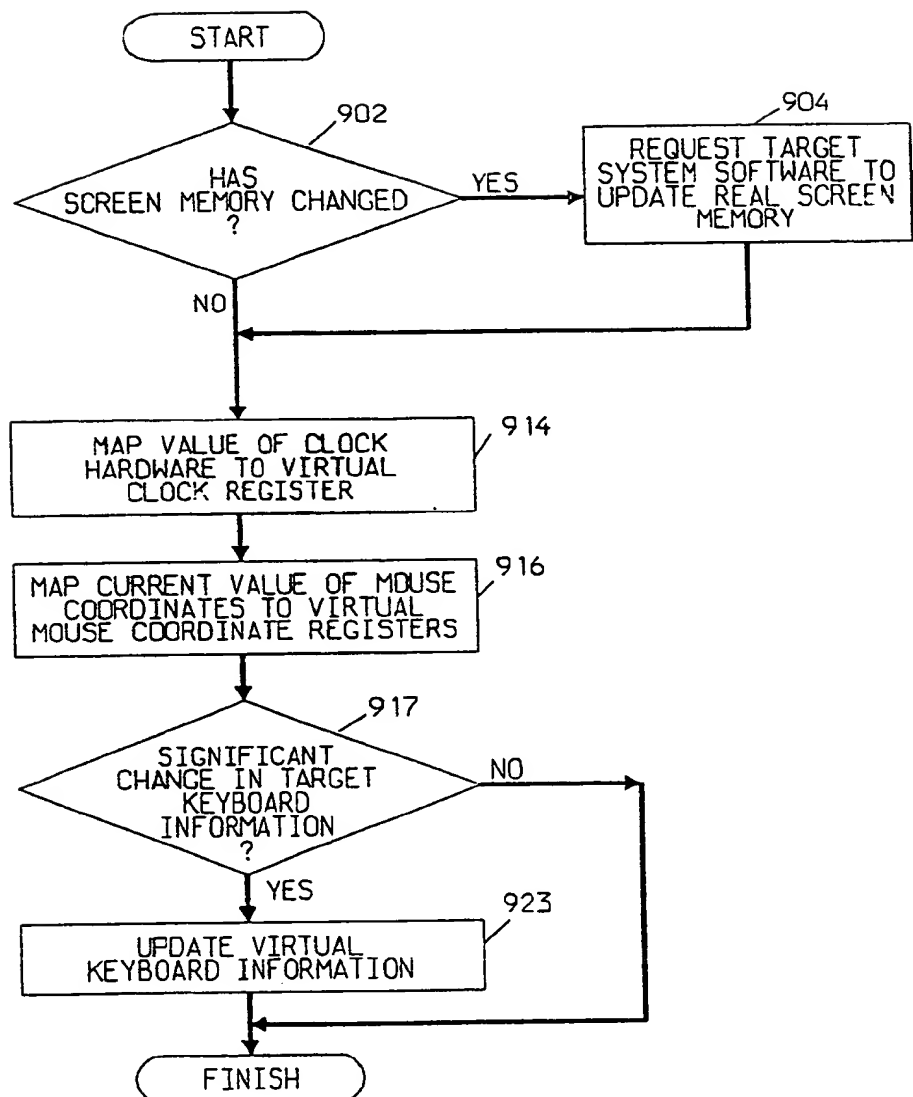 START
902
HAS
SCREEN MEMORY CHANGED
?
YES
904
REQUEST TARGET
SYSTEM SOFTWARE TO
UPDATE REAL SCREEN
MEMORY
NO
MAP VALUE OF CLOCK
HARDWARE TO VIRTUAL
CLOCK REGISTER
914
MAP CURRENT VALUE OF MOUSE
COORDINATES TO VIRTUAL
MOUSE COORDINATE REGISTERS
916
917
SIGNIFICANT
CHANGE IN TARGET
KEYBOARD
INFORMATION
?
NO
YES
923
UPDATE VIRTUAL
KEYBOARD INFORMATION
FINISH